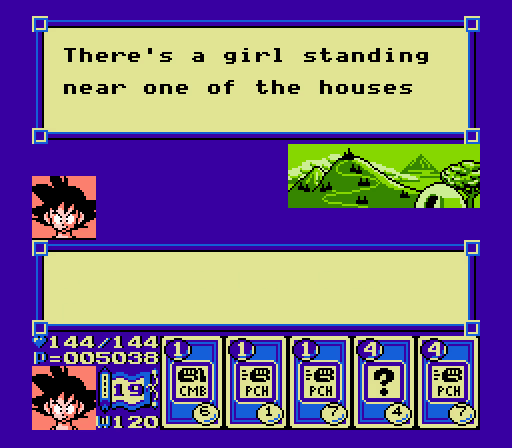 There's a girl standing
near one of the houses
144/144
P=005038
19
W120
1
CMB
6
1
PCH
1
1
PCH
7
4
?
4
4
PCH
7